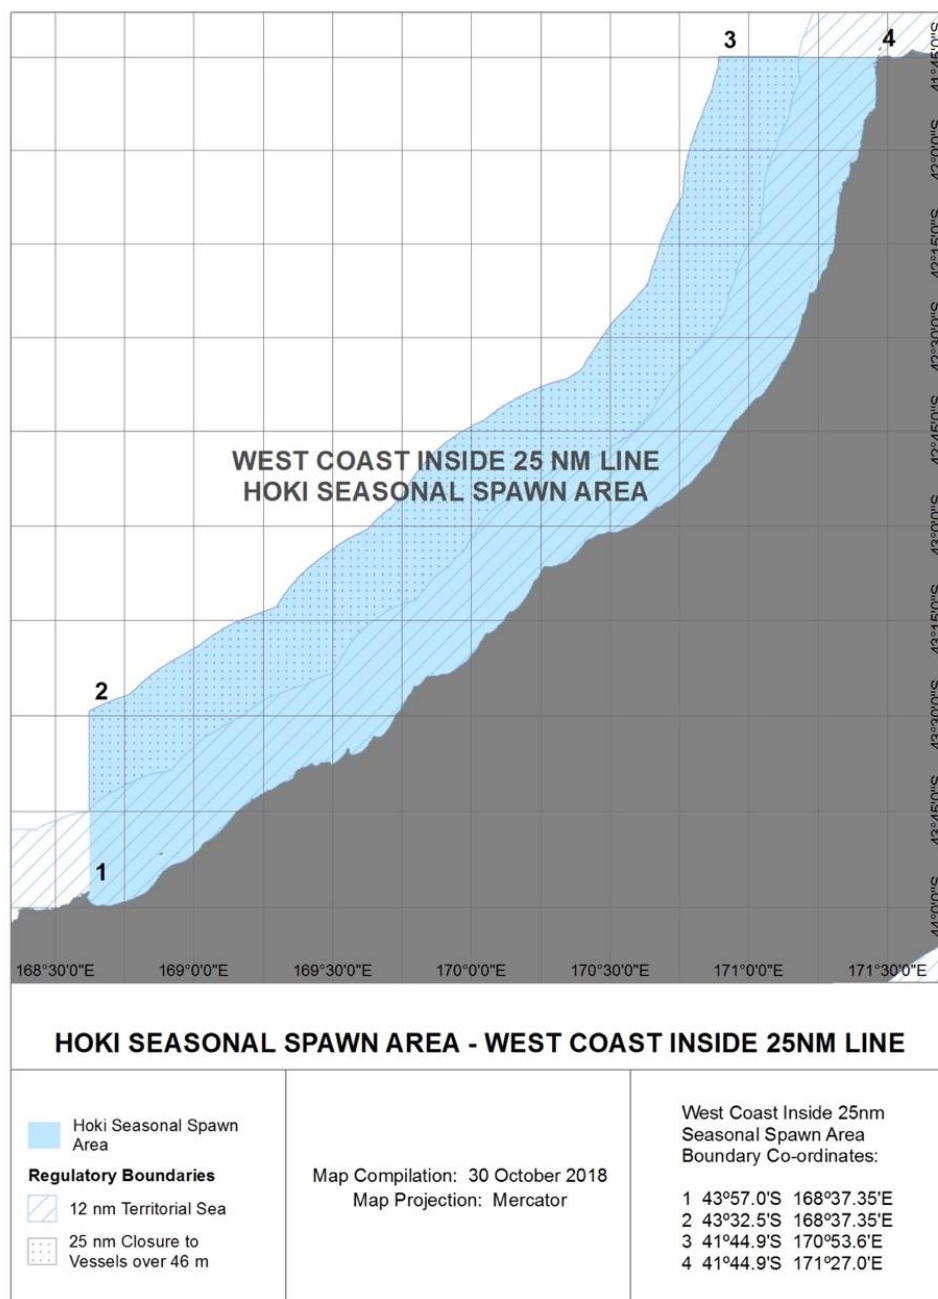 3
4
41°45'0"S
42°0'0"S
42°15'0"S
42°30'0"S
42°45'0"S
WEST COAST INSIDE 25 NM LINE
HOKI SEASONAL SPAWN AREA
43°0'0"S
43°15'0"S
2
43°30'0"S
43°45'0"S
1
44°0'0"S
168°30'0"E 169°0'0"E 169°30'0"E 170°0'0"E 170°30'0"E 171°0'0"E 171°30'0"E
HOKI SEASONAL SPAWN AREA - WEST COAST INSIDE 25NM LINE
Hoki Seasonal Spawn
Area
Regulatory Boundaries
12 nm Territorial Sea
25 nm Closure to
Vessels over 46 m
Map Compilation: 30 October 2018
Map Projection: Mercator
West Coast Inside 25nm
Seasonal Spawn Area
Boundary Co-ordinates:
1 43º57.0'S 168º37.35'E
2 43º32.5'S 168º37.35'E
3 41º44.9'S 170º53.6'E
4 41º44.9'S 171º27.0'E